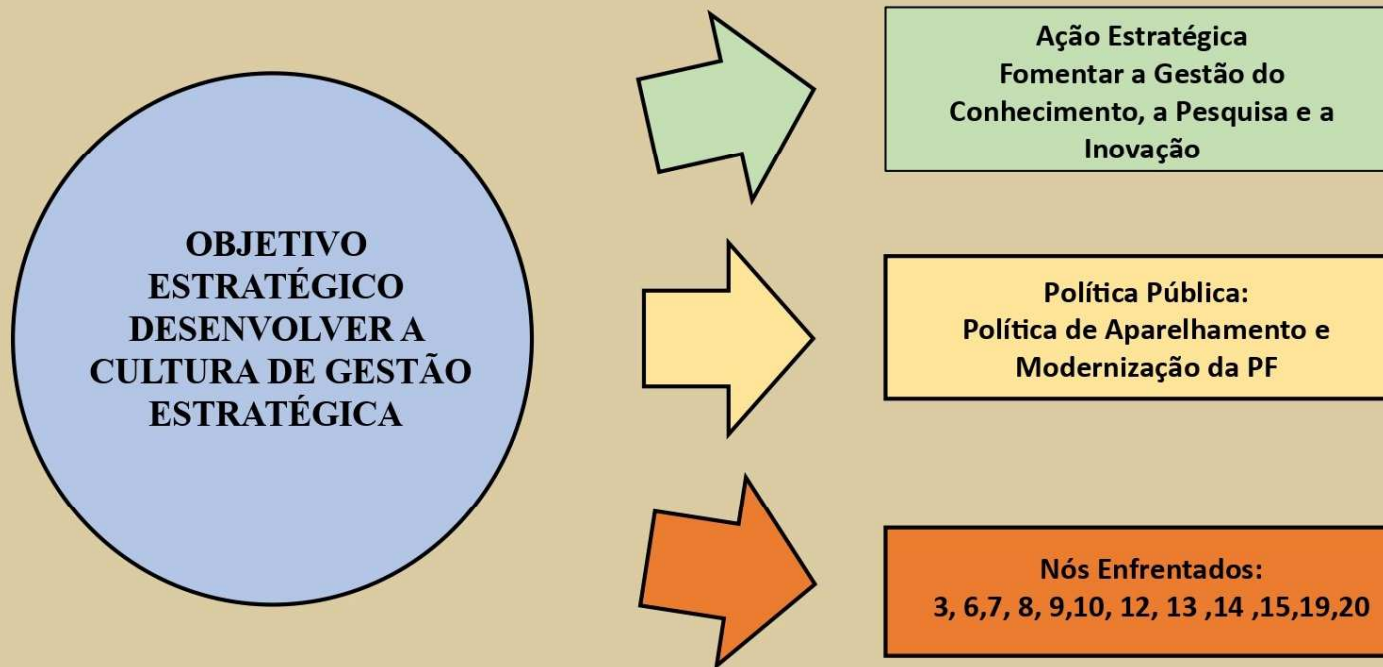 OBJETIVO
ESTRATÉGICO
DESENVOLVER A
CULTURA DE GESTÃO
ESTRATÉGICA
Ação Estratégica
Fomentar a Gestão do
Conhecimento, a Pesquisa e a
Inovação
Política Pública:
Política de Aparelhamento e
Modernização da PF
Nós Enfrentados:
3, 6,7, 8, 9,10, 12, 13 ,14 ,15,19,20